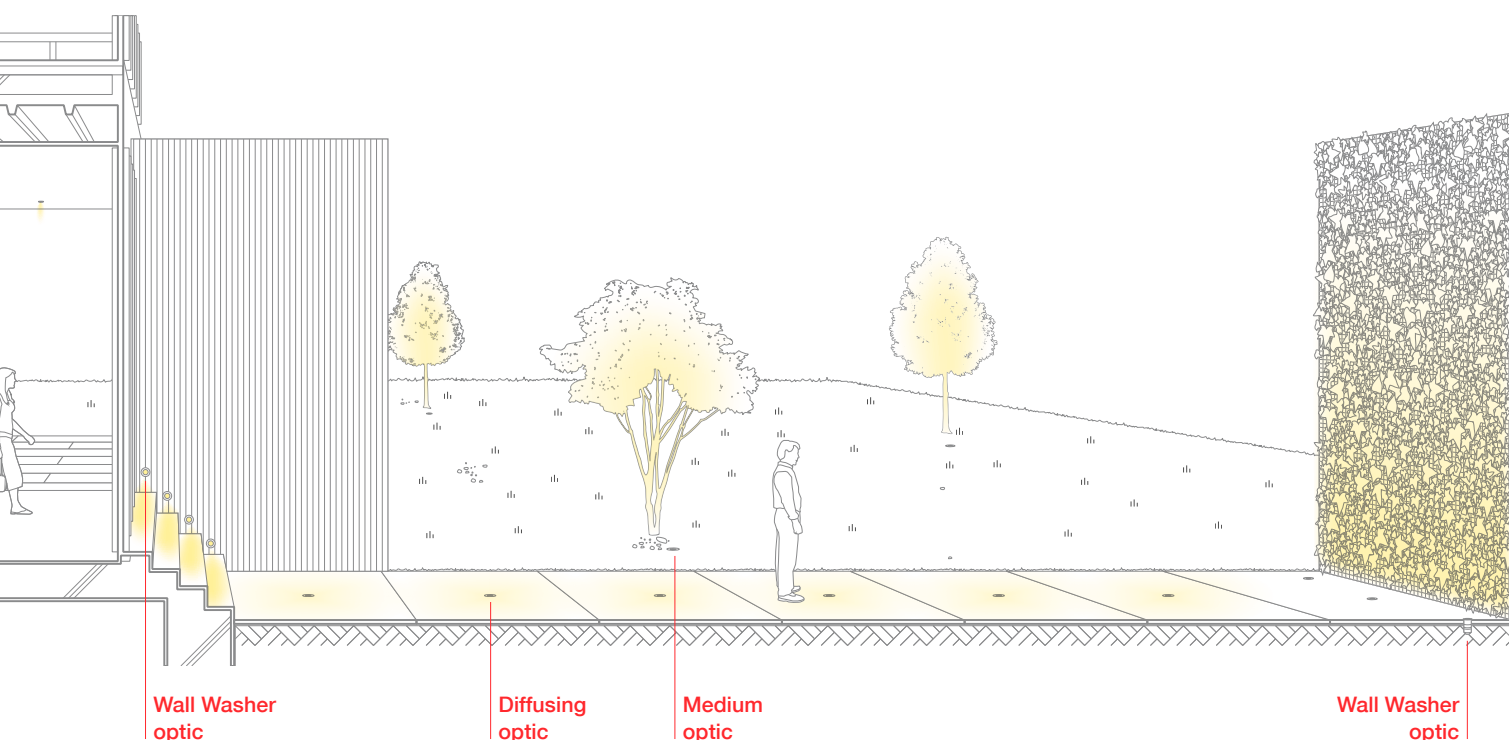 Wall Washer
optic
Diffusing
optic
Medium
optic
Wall Washer
optic